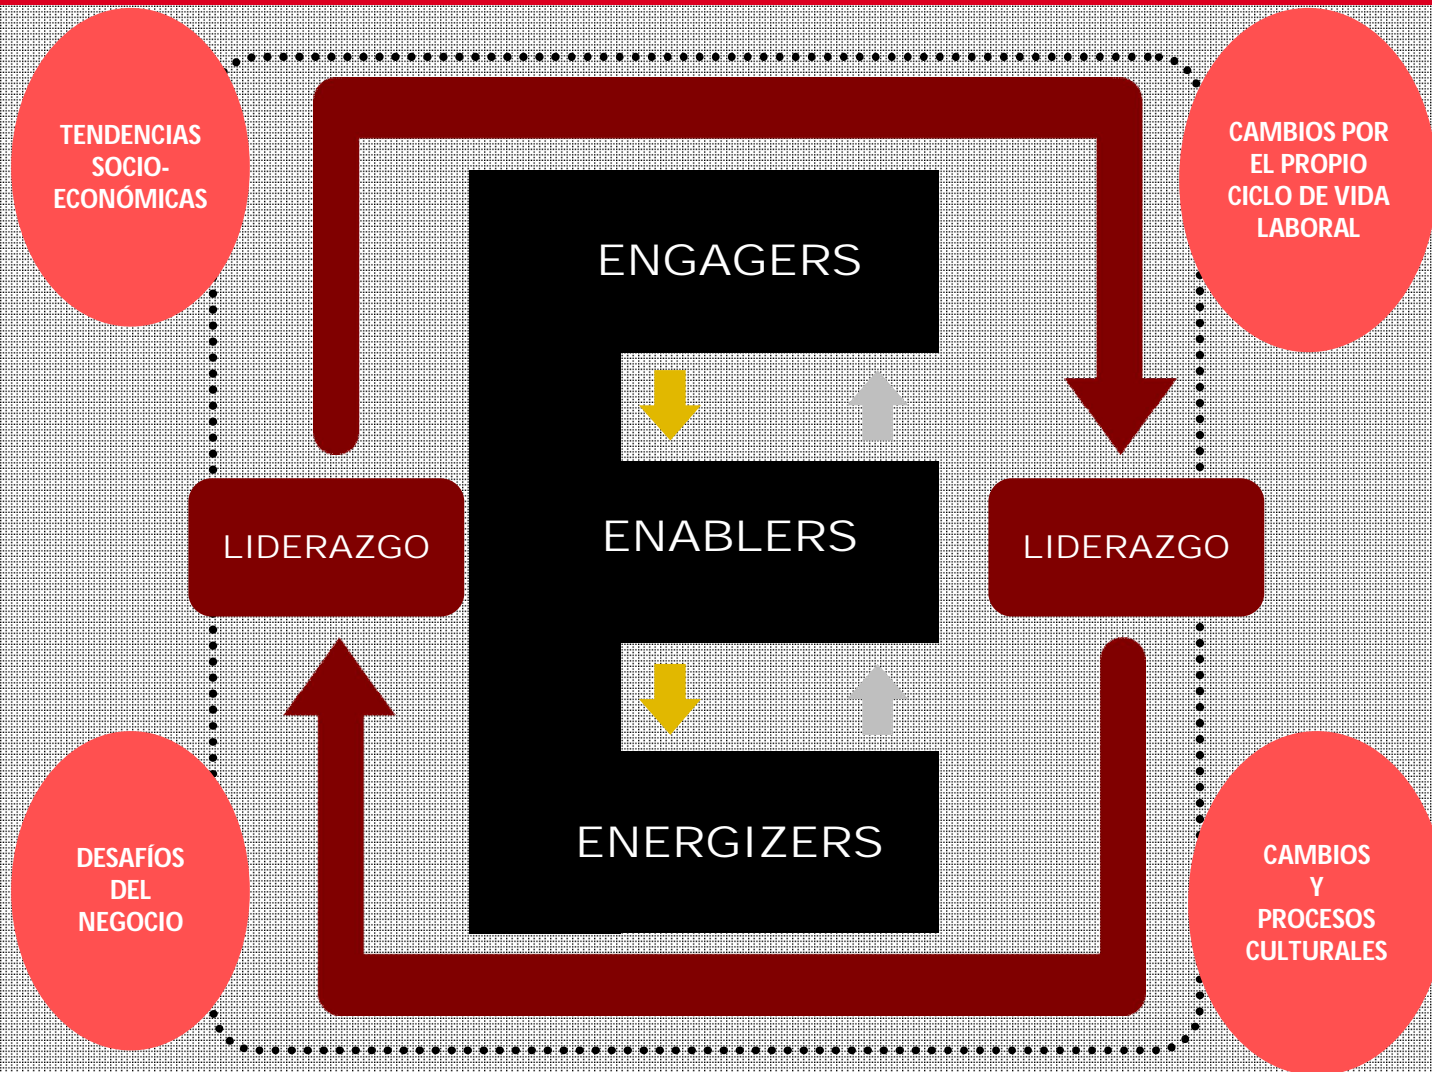 TENDENCIAS
SOCIO-
ECONÓMICAS
CAMBIOS POR
EL PROPIO
CICLO DE VIDA
LABORAL
ENGAGERS
LIDERAZGO
ENABLERS
LIDERAZGO
ENERGIZERS
DESAFÍOS
DEL
NEGOCIO
CAMBIOS
Y
PROCESOS
CULTURALES